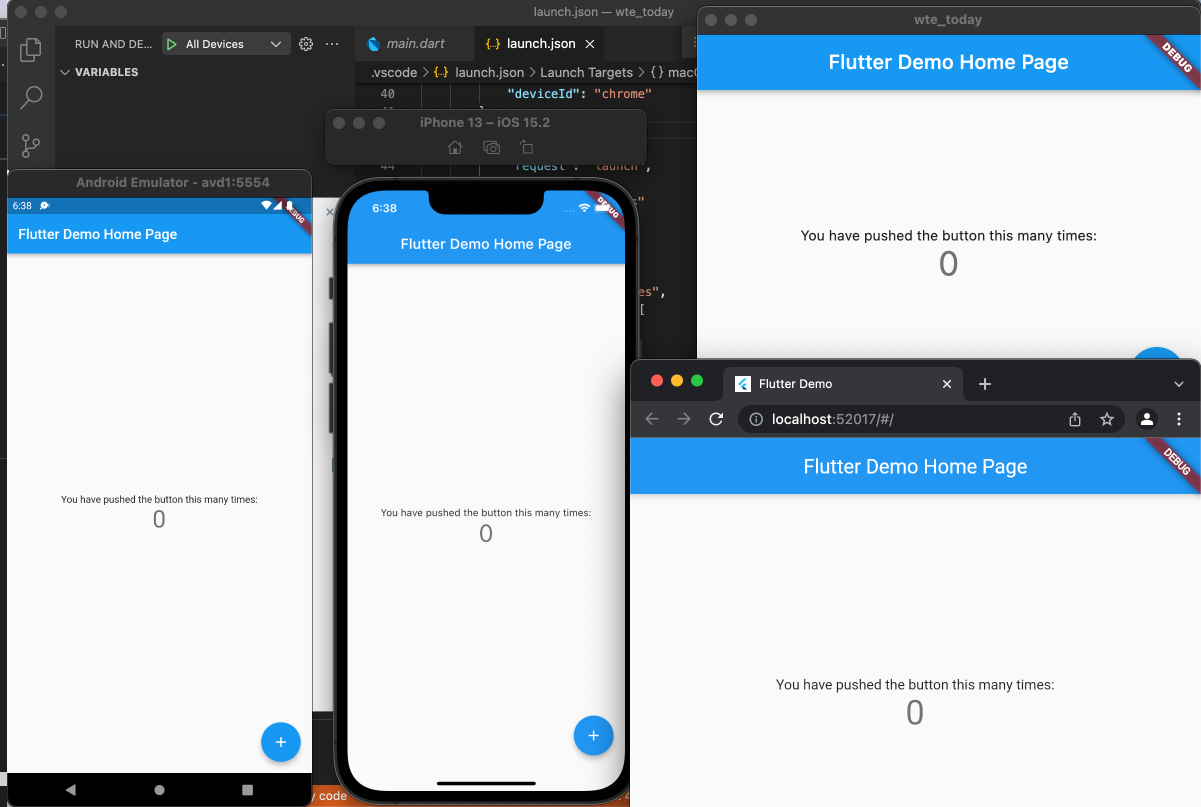 launch.json — wte_today
RUN AND DE... All Devices
VARIABLES
main.dart
{..} launch.json
.vscode > {..} launch.json > Launch Targets > { }
40 "deviceId": "chrome"
44
iPhone 13 – iOS 15.2
Android Emulator - avd1:5554
6:38
DEBUG
Flutter Demo Home Page
You have pushed the button this many times:
0
+
6:38
DEBUG
Flutter Demo Home Page
You have pushed the button this many times:
0
+
es",
[
code
wte_today
Flutter Demo Home Page
DEBUG
You have pushed the button this many times:
0
Flutter Demo
localhost:52017/#/
Flutter Demo Home Page
DEBUG
You have pushed the button this many times:
0